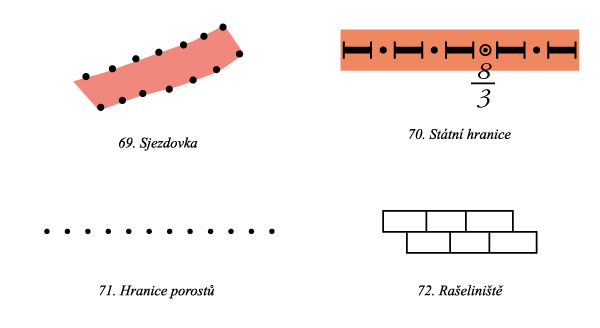 8
3
69. Sjezdovka
70. Státní hranice
71. Hranice porostů
72. Rašeliniště